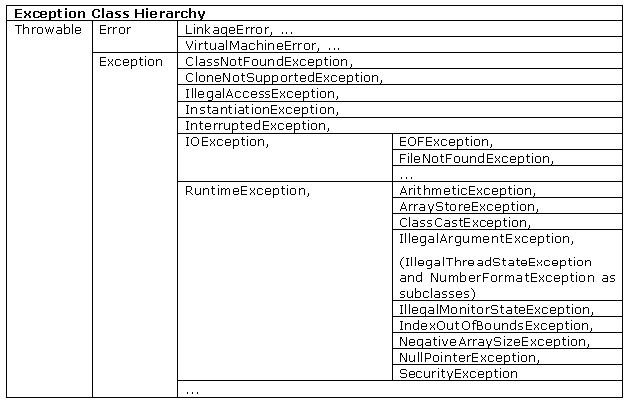 Exception Class Hierarchy
Throwable Error LinkageError, ...
VirtualMachineError, ...
Exception ClassNotFoundException,
CloneNotSupportedException,
IllegalAccessException,
InstantiationException,
InterruptedException,
IOException, EOFException,
FileNotFoundException,
...
RuntimeException, ArithmeticException,
ArrayStoreException,
ClassCastException,
IllegalArgumentException,
(IllegalThreadStateException
and NumberFormatException as
subclasses)
IllegalMonitorStateException,
IndexOutOfBoundsException,
NegativeArraySizeException,
NullPointerException,
SecurityException
...